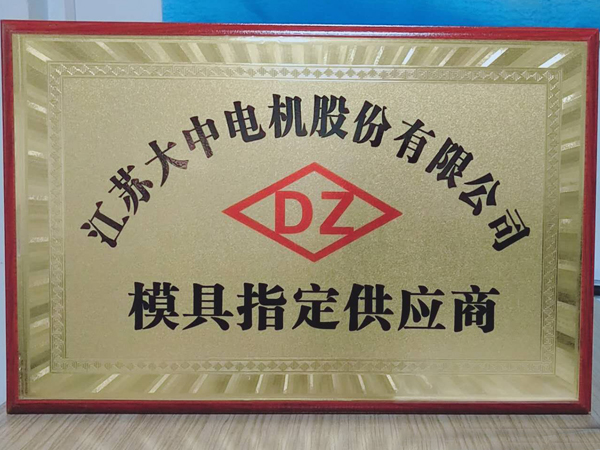 江苏大中电机股份有限公司
DZ
模具指定供应商